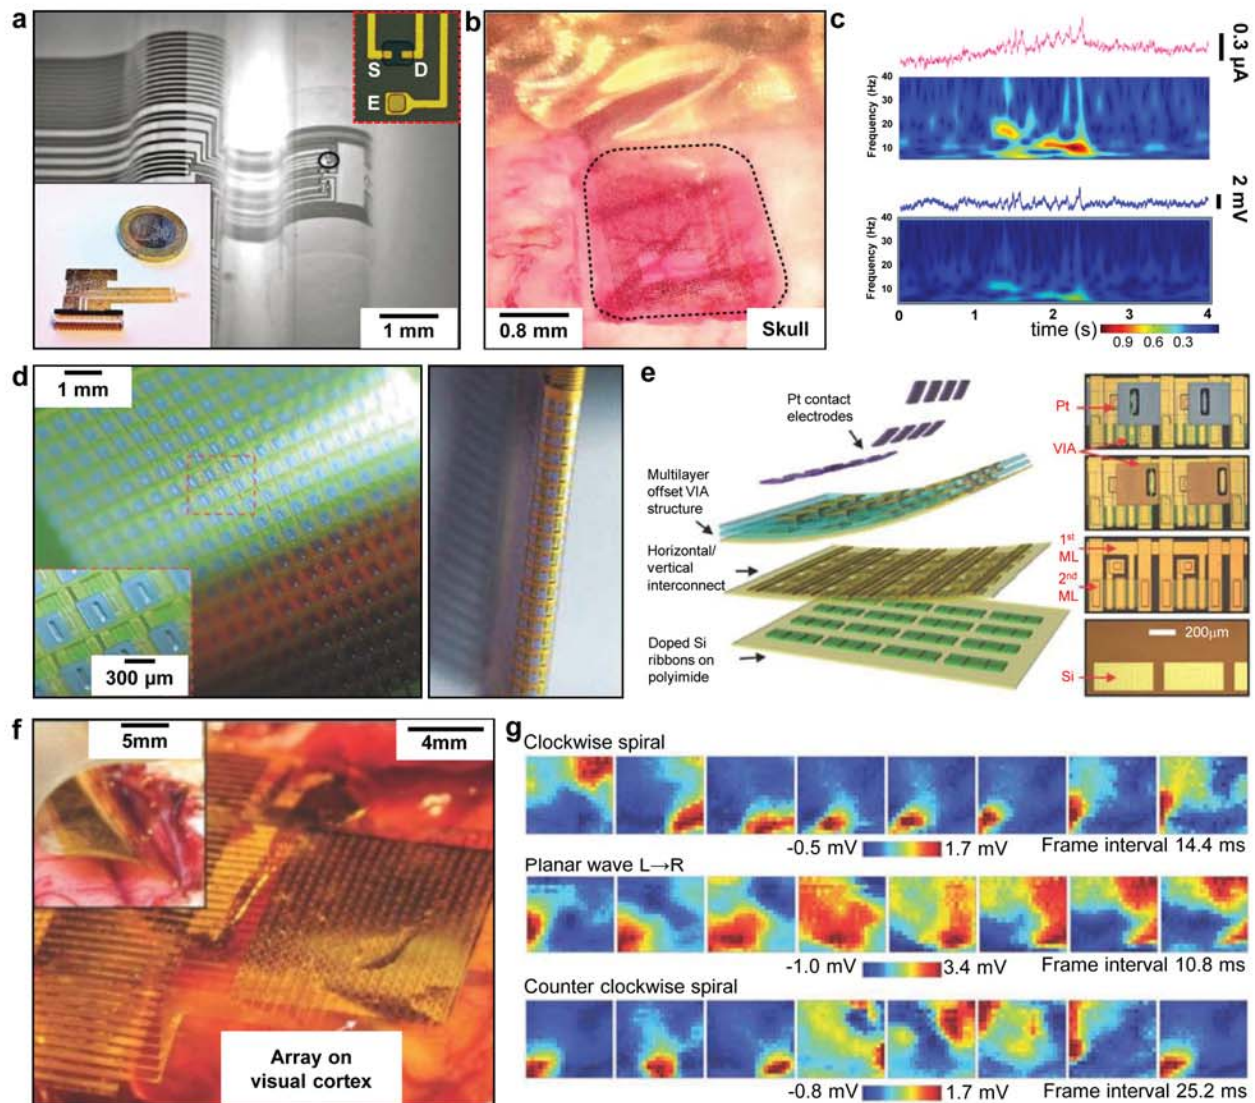 a
S
D
E
1 mm
b
0.8 mm
Skull
c
0.3 µA
Frequency (Hz)
40
30
20
10
2 mV
Frequency (Hz)
40
30
20
10
0
1
2
3
4
time (s)
0.9 0.6 0.3
d
1 mm
300 µm
e
Pt contact
electrodes
Multilayer
offset VIA
structure
Horizontal/
vertical
interconnect
Doped Si
ribbons on
polyimide
Pt
VIA
1st
ML
2nd
ML
200µm
Si
f
5mm
4mm
Array on
visual cortex
g
Clockwise spiral
-0.5 mV 1.7 mV Frame interval 14.4 ms
Planar wave L→R
-1.0 mV 3.4 mV Frame interval 10.8 ms
Counter clockwise spiral
-0.8 mV 1.7 mV Frame interval 25.2 ms